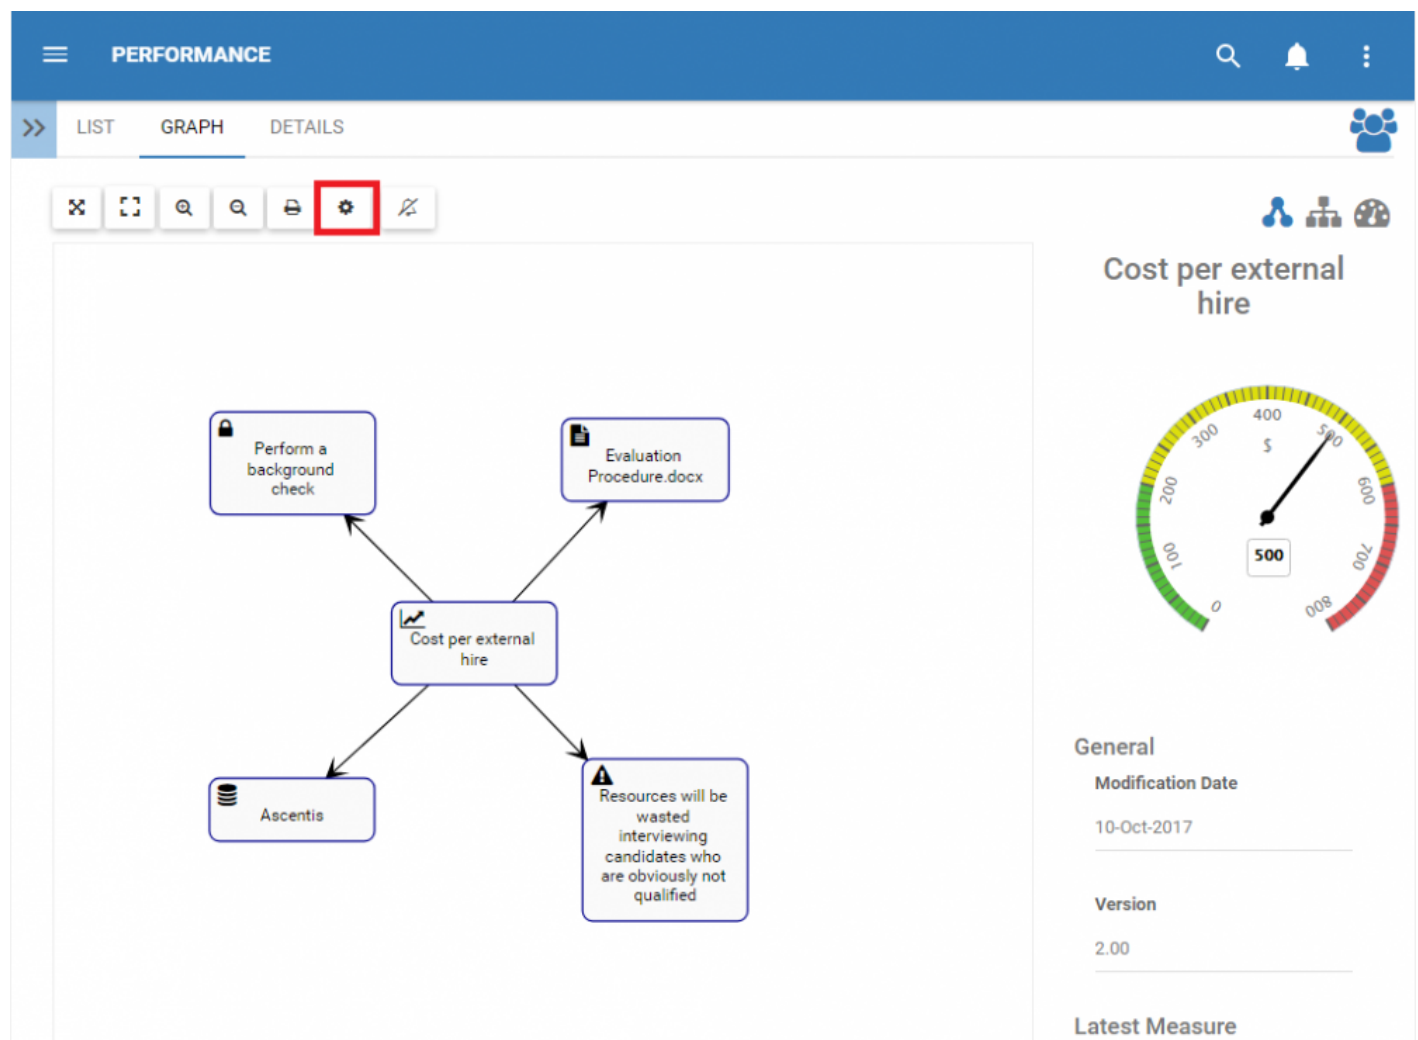 PERFORMANCE
LIST GRAPH DETAILS
Cost per external
hire
Perform a
background
check
Evaluation
Procedure.docx
Cost per external
hire
Ascentis
Resources will be
wasted
interviewing
candidates who
are obviously not
qualified
0
100
200
300
400
500
600
700
800
$
500
General
Modification Date
10-Oct-2017
Version
2.00
Latest Measure